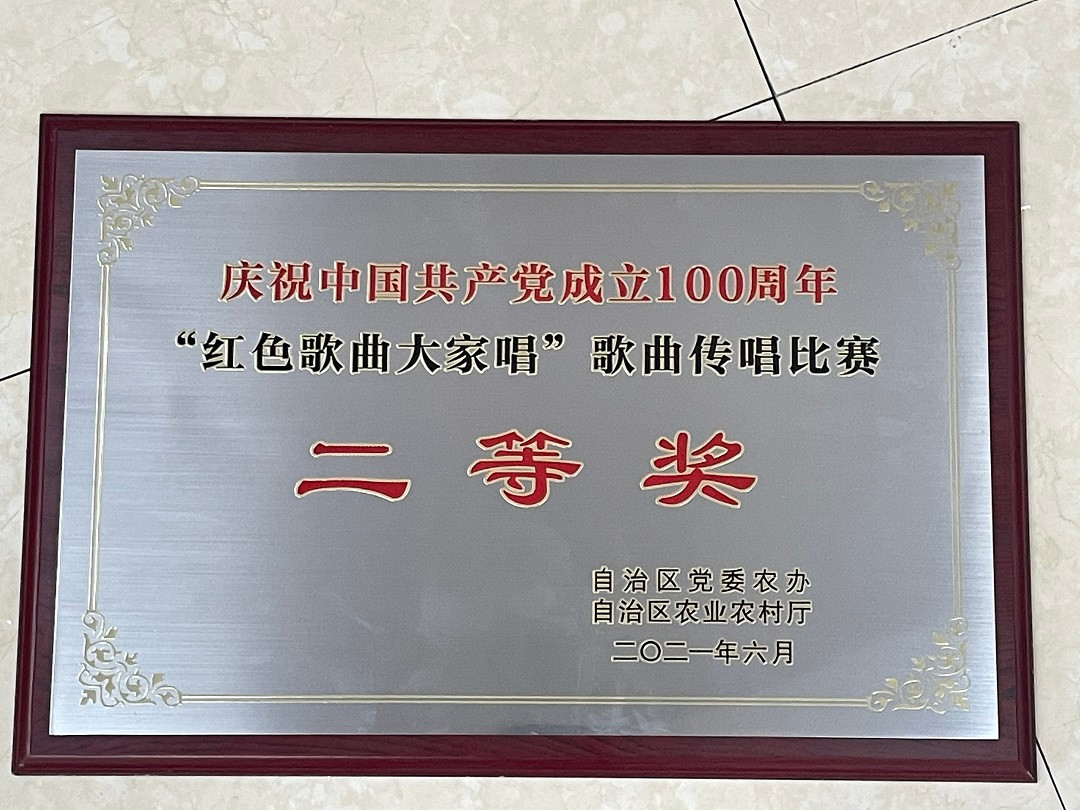 庆祝中国共产党成立100周年
“红色歌曲大家唱”歌曲传唱比赛
二等奖
自治区党委农办
自治区农业农村厅
二〇二一年六月